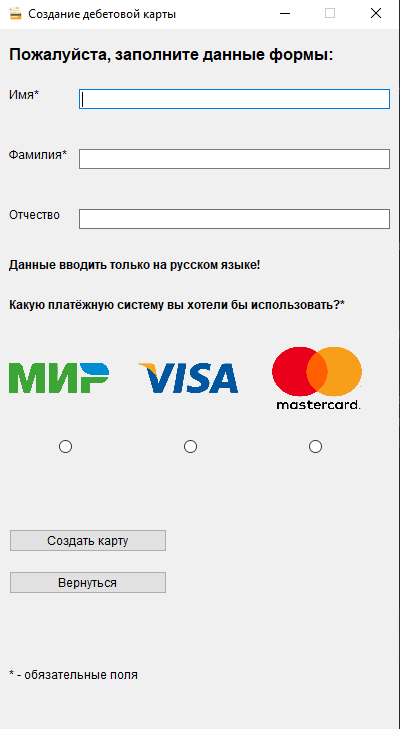 Создание дебетовой карты
Пожалуйста, заполните данные формы:
Имя*
Фамилия*
Отчество
Данные вводить только на русском языке!
Какую платёжную систему вы хотели бы использовать?*
МИР VISA
mastercard.
Создать карту
Вернуться
* - обязательные поля